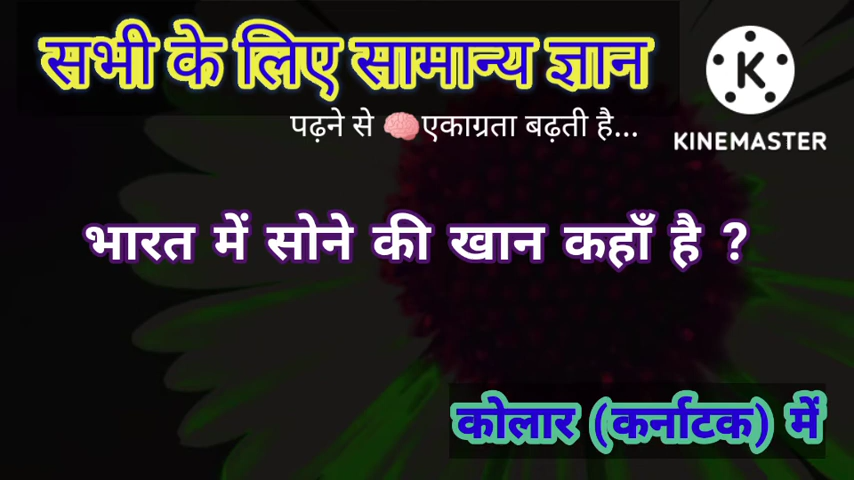 सभी के लिए सामान्य ज्ञान
पढ़ने से 🧠एकाग्रता बढ़ती है...
K
KINEMASTER
भारत में सोने की खान कहाँ है ?
कोलार (कर्नाटक) में